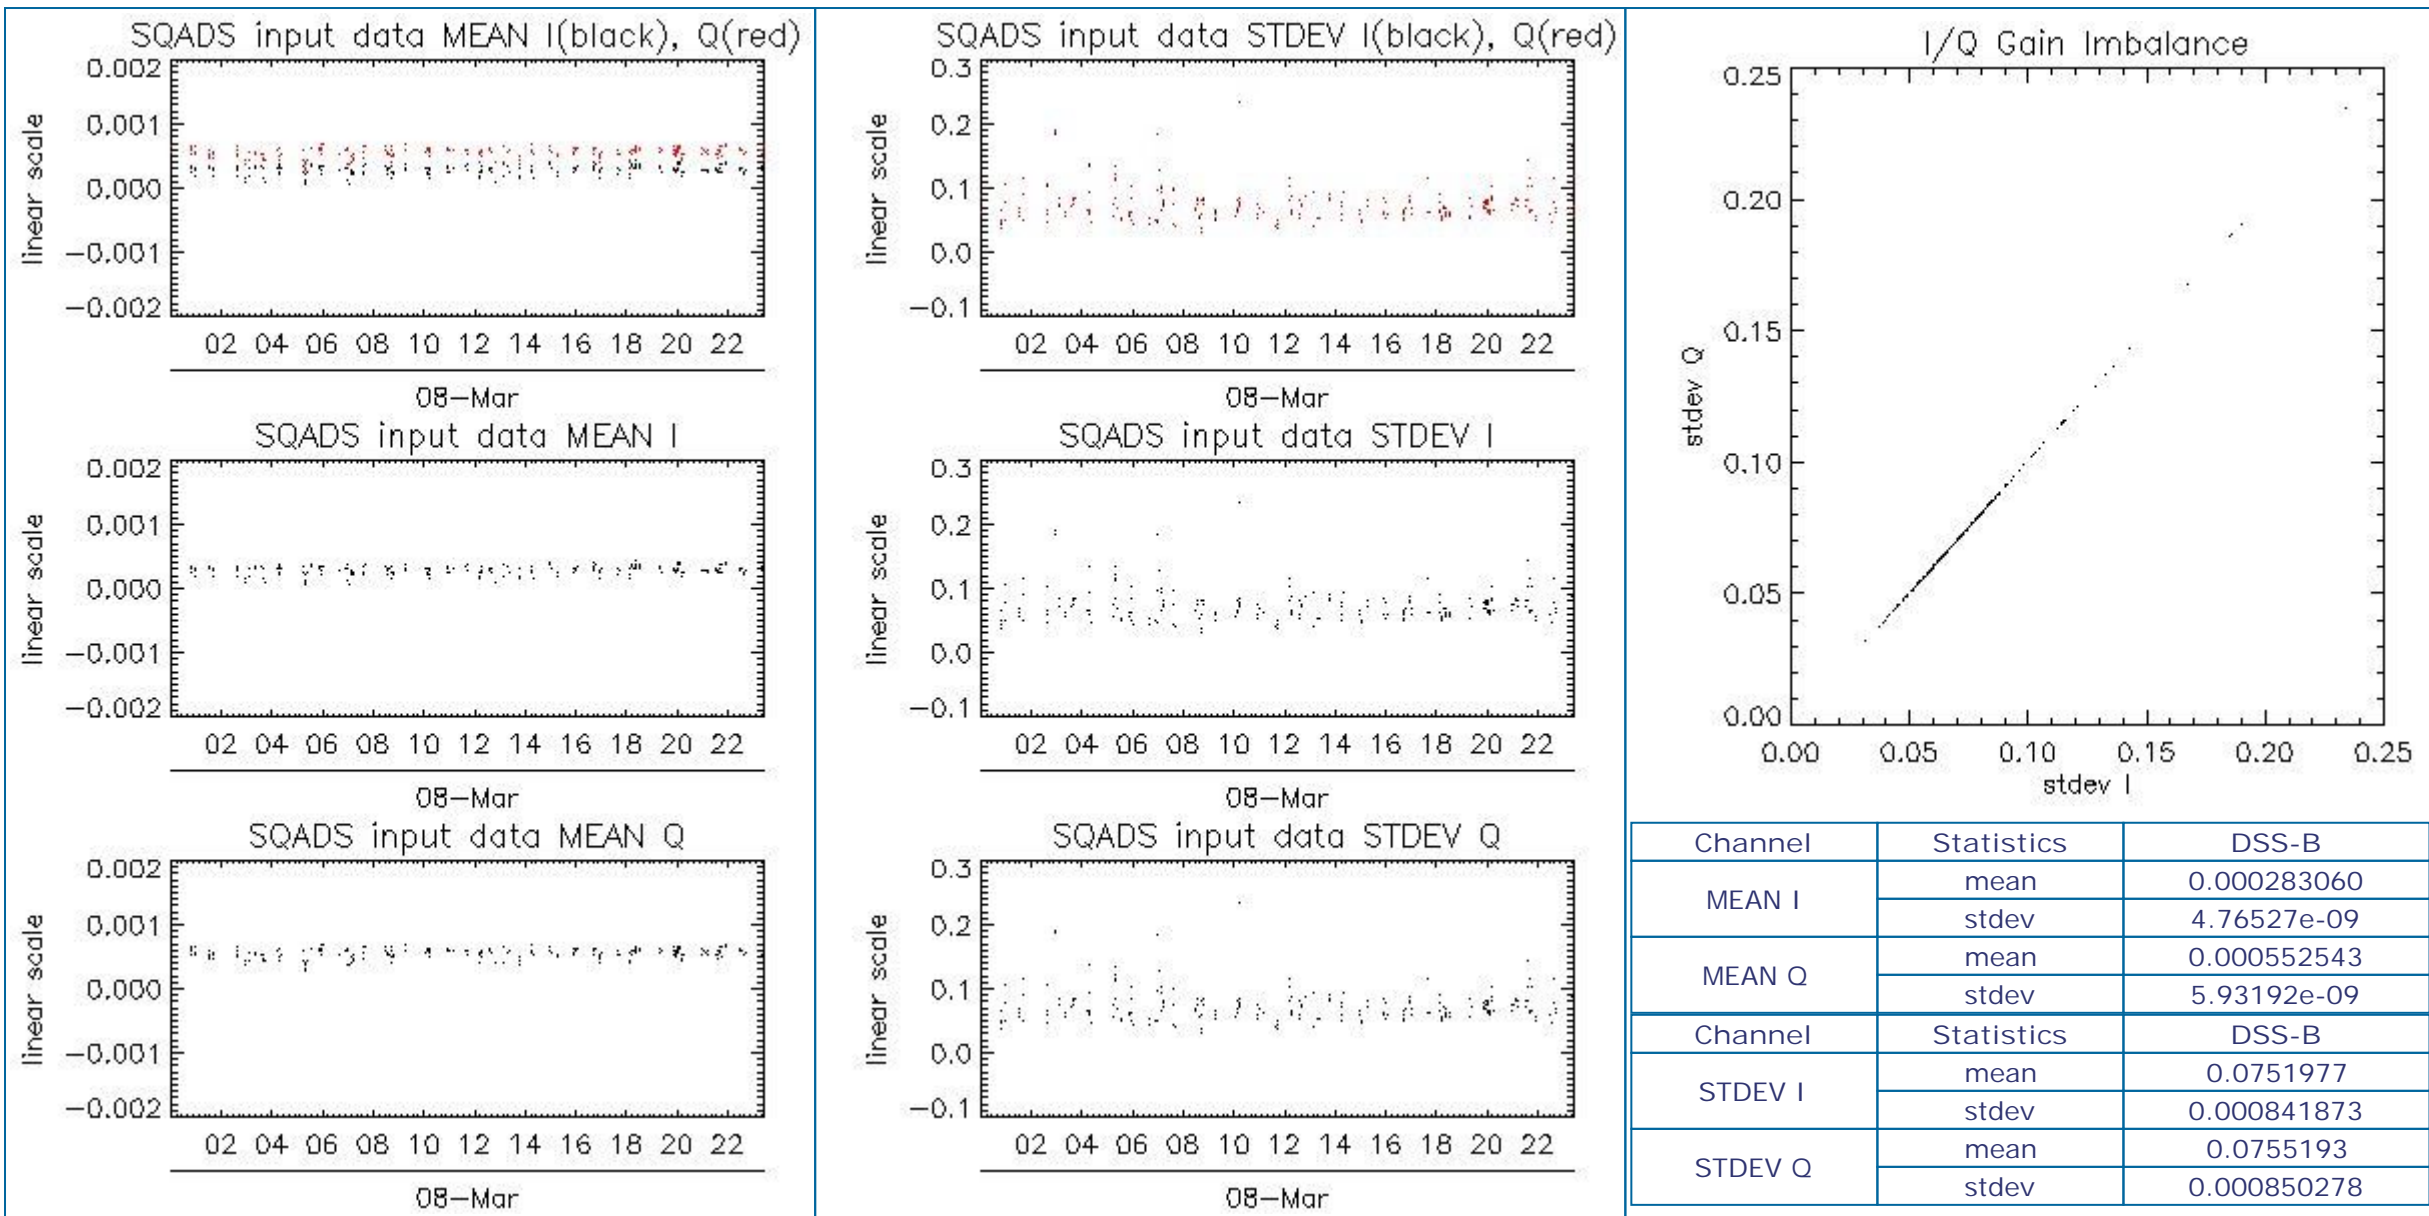 SQADS input data MEAN I(black), Q(red)
0.002
0.001
0.000
−0.001
−0.002
linear scale
02 04 06 08 10 12 14 16 18 20 22
08−Mar
SQADS input data MEAN I
0.002
0.001
0.000
−0.001
−0.002
linear scale
02 04 06 08 10 12 14 16 18 20 22
08−Mar
SQADS input data MEAN Q
0.002
0.001
0.000
−0.001
−0.002
linear scale
02 04 06 08 10 12 14 16 18 20 22
08−Mar
SQADS input data STDEV I(black), Q(red)
0.3
0.2
0.1
0.0
−0.1
linear scale
02 04 06 08 10 12 14 16 18 20 22
08−Mar
SQADS input data STDEV I
0.3
0.2
0.1
0.0
−0.1
linear scale
02 04 06 08 10 12 14 16 18 20 22
08−Mar
SQADS input data STDEV Q
0.3
0.2
0.1
0.0
−0.1
linear scale
02 04 06 08 10 12 14 16 18 20 22
08−Mar
I/Q Gain Imbalance
0.25
0.20
0.15
0.10
0.05
0.00
stdev Q
0.00 0.05 0.10 0.15 0.20 0.25
stdev I
Channel Statistics DSS-B
MEAN I mean 0.000283060
stdev 4.76527e-09
MEAN Q mean 0.000552543
stdev 5.93192e-09
Channel Statistics DSS-B
STDEV I mean 0.0751977
stdev 0.000841873
STDEV Q mean 0.0755193
stdev 0.000850278